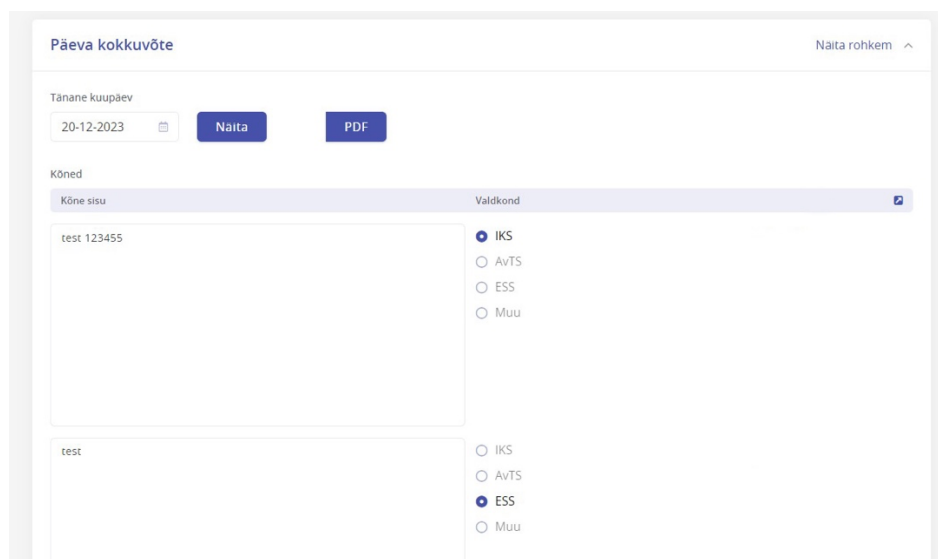 Päeva kokkuvõte
Näita rohkem
Tänane kuupäev
20-12-2023
Näita
PDF
Kõned
Kõne sisu
Valdkond
test 123455
IKS
AvTS
ESS
Muu
test
IKS
AvTS
ESS
Muu